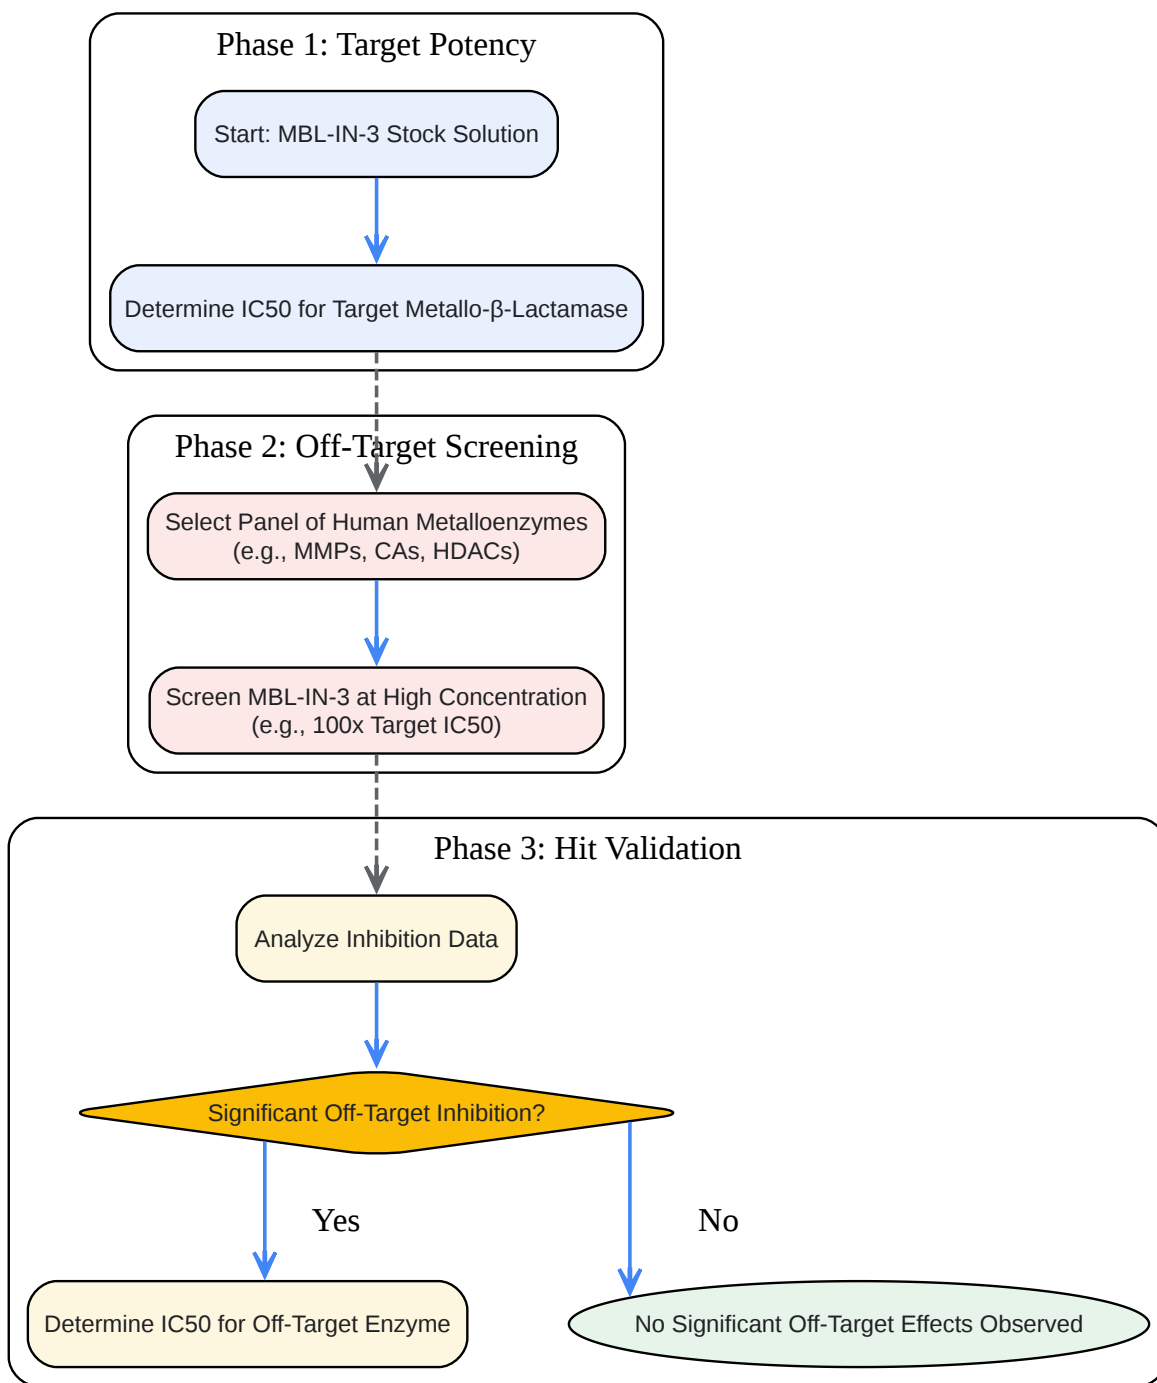 Phase 1: Target Potency
Start: MBL-IN-3 Stock Solution
Determine IC50 for Target Metallo-β-Lactamase
Phase 2: Off-Target Screening
Select Panel of Human Metalloenzymes
(e.g., MMPs, CAs, HDACs)
Screen MBL-IN-3 at High Concentration
(e.g., 100x Target IC50)
Phase 3: Hit Validation
Analyze Inhibition Data
Significant Off-Target Inhibition?
Yes
No
Determine IC50 for Off-Target Enzyme
No Significant Off-Target Effects Observed